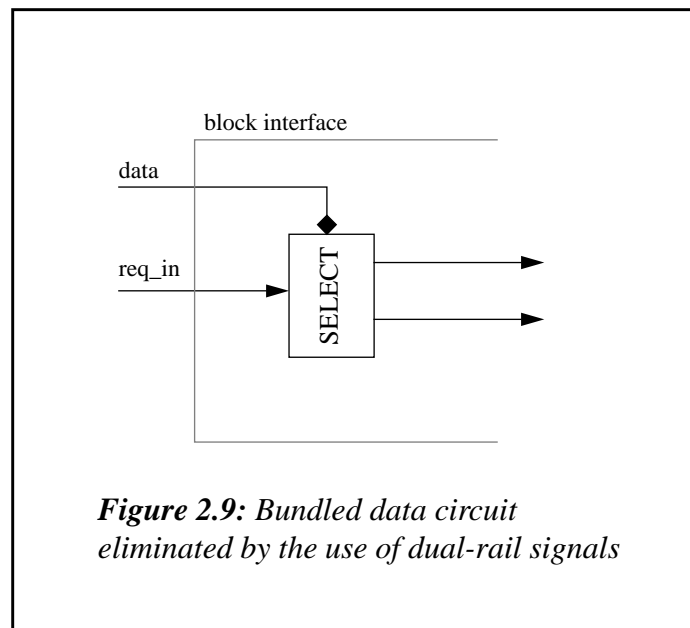 block interface
data
req_in
SELECT
Figure 2.9: Bundled data circuit
eliminated by the use of dual-rail signals